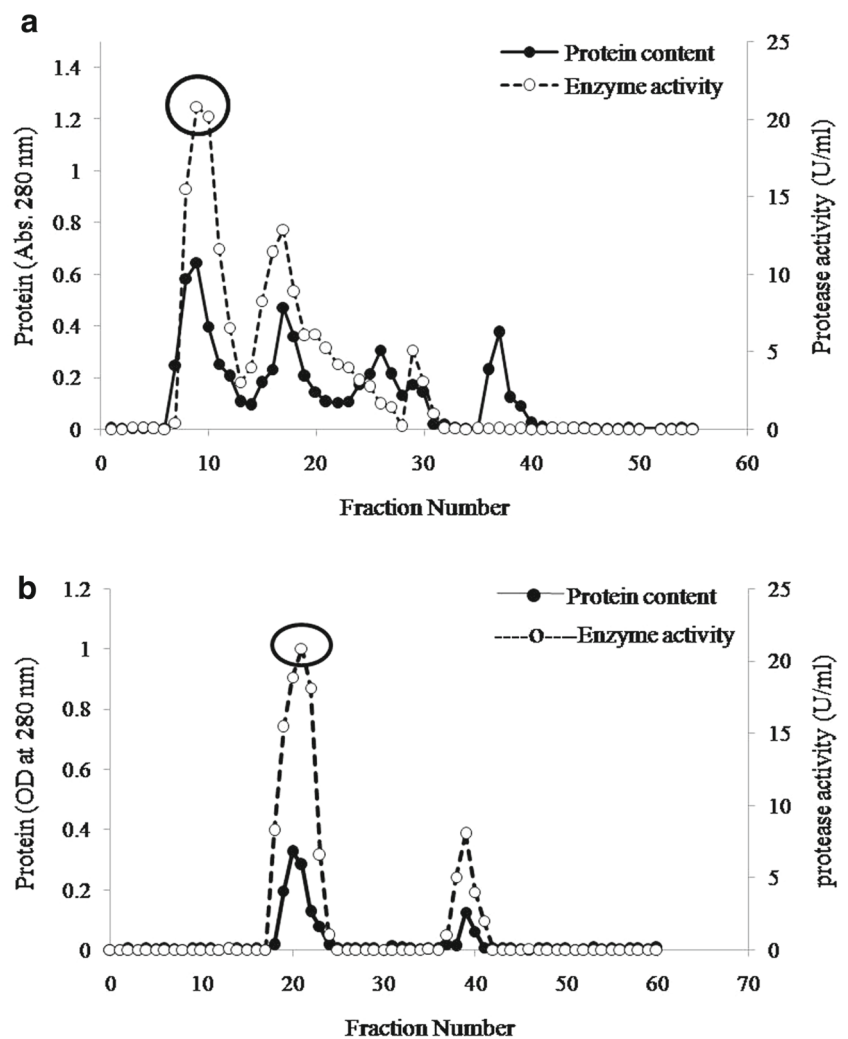 a
Protein content
Enzyme activity
Protein (Abs. 280 nm)
1.4
1.2
1
0.8
0.6
0.4
0.2
0
25
20
15
10
5
0
Protease activity (U/ml)
0 10 20 30 40 50 60
Fraction Number
b
Protein content
Enzyme activity
Protein (OD at 280 nm)
1.2
1
0.8
0.6
0.4
0.2
0
25
20
15
10
5
0
protease activity (U/ml)
0 10 20 30 40 50 60 70
Fraction Number